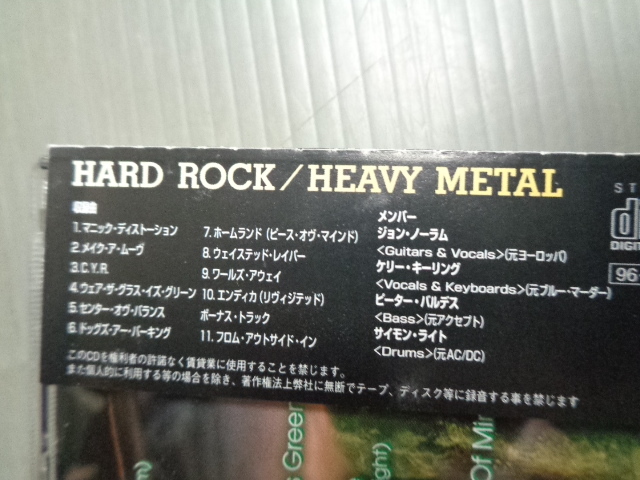 HARD ROCK/HEAVY METAL
1.マニック・ディストーション
2.メイク・ア・ムーヴ
3.C.Y.R.
4.ウェア・ザ・グラス・イズ・グリーン
5.センター・オヴ・バランス
6.ドッグズ・アー・バーキング
7.ホームランド(ピース・オヴ・マインド)
8.ウェイステッド・レイバー
9.ワールズ・アウェイ
10.エンディカ(リヴィジテッド)
ボーナス・トラック
11.フロム・アウトサイド・イン
メンバー
ジョン・ノーラム
<Guitars & Vocals>(元ヨーロッパ)
ケリー・キーリング
<Vocals & Keyboards>(元ブルー・マーダー)
ピーター・バルデス
<Bass>(元アクセプト)
サイモン・ライト
<Drums>(元AC/DC)
このCDを権利者の許諾なく賃貸業に使用することを禁じます。
また個人的に利用する等の場合を除き、著作権法上弊社に無断でテープ、ディスク等に録音する事を禁じます
ST
DIGIT
96
s Green
ght)
Of Mir